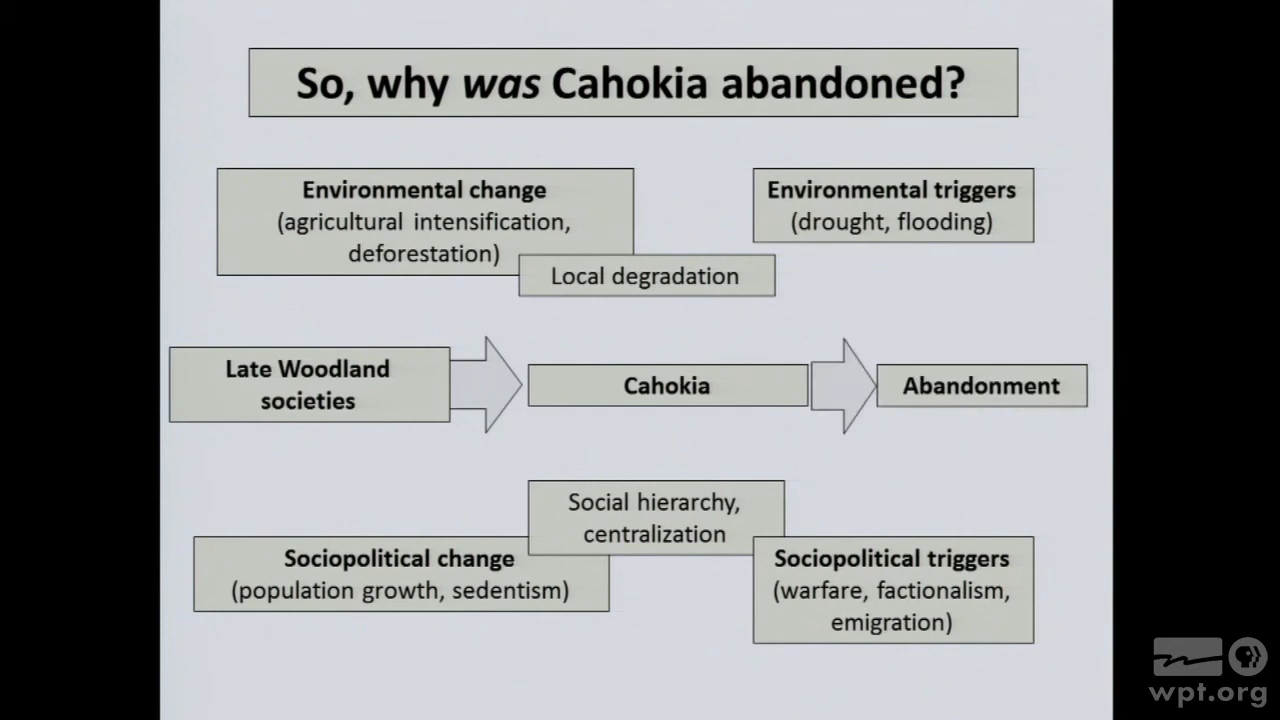 So, why was Cahokia abandoned?
Environmental change
(agricultural intensification,
deforestation)
Environmental triggers
(drought, flooding)
Local degradation
Late Woodland
societies
Cahokia
Abandonment
Social hierarchy,
centralization
Sociopolitical change
(population growth, sedentism)
Sociopolitical triggers
(warfare, factionalism,
emigration)
wpt.org